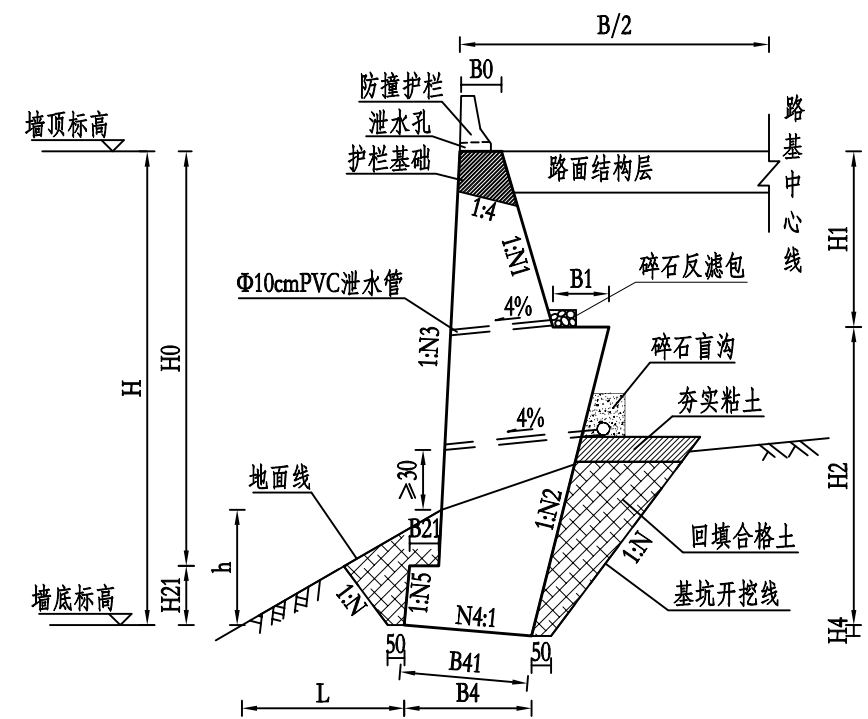 B/2
B0
防撞护栏
泄水孔
护栏基础
墙顶标高
路面结构层
路基中心线
1:4
1:N1
H1
B1
碎石反滤包
Φ10cmPVC泄水管
4%
1:N3
H0
H
碎石盲沟
夯实粘土
4%
≥30
H2
地面线
B21
1:N2
回填合格土
1:N
h
H21
墙底标高
1:N
1:N5
N4:1
基坑开挖线
H4
50
50
B41
L
B4